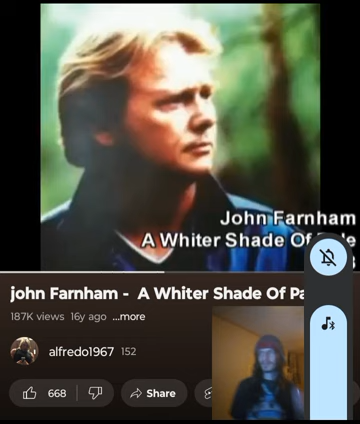 John Farnham
A Whiter Shade Of
john Farnham - A Whiter Shade Of Pa
187K views 16y ago ...more
alfredo1967 152
668
Share